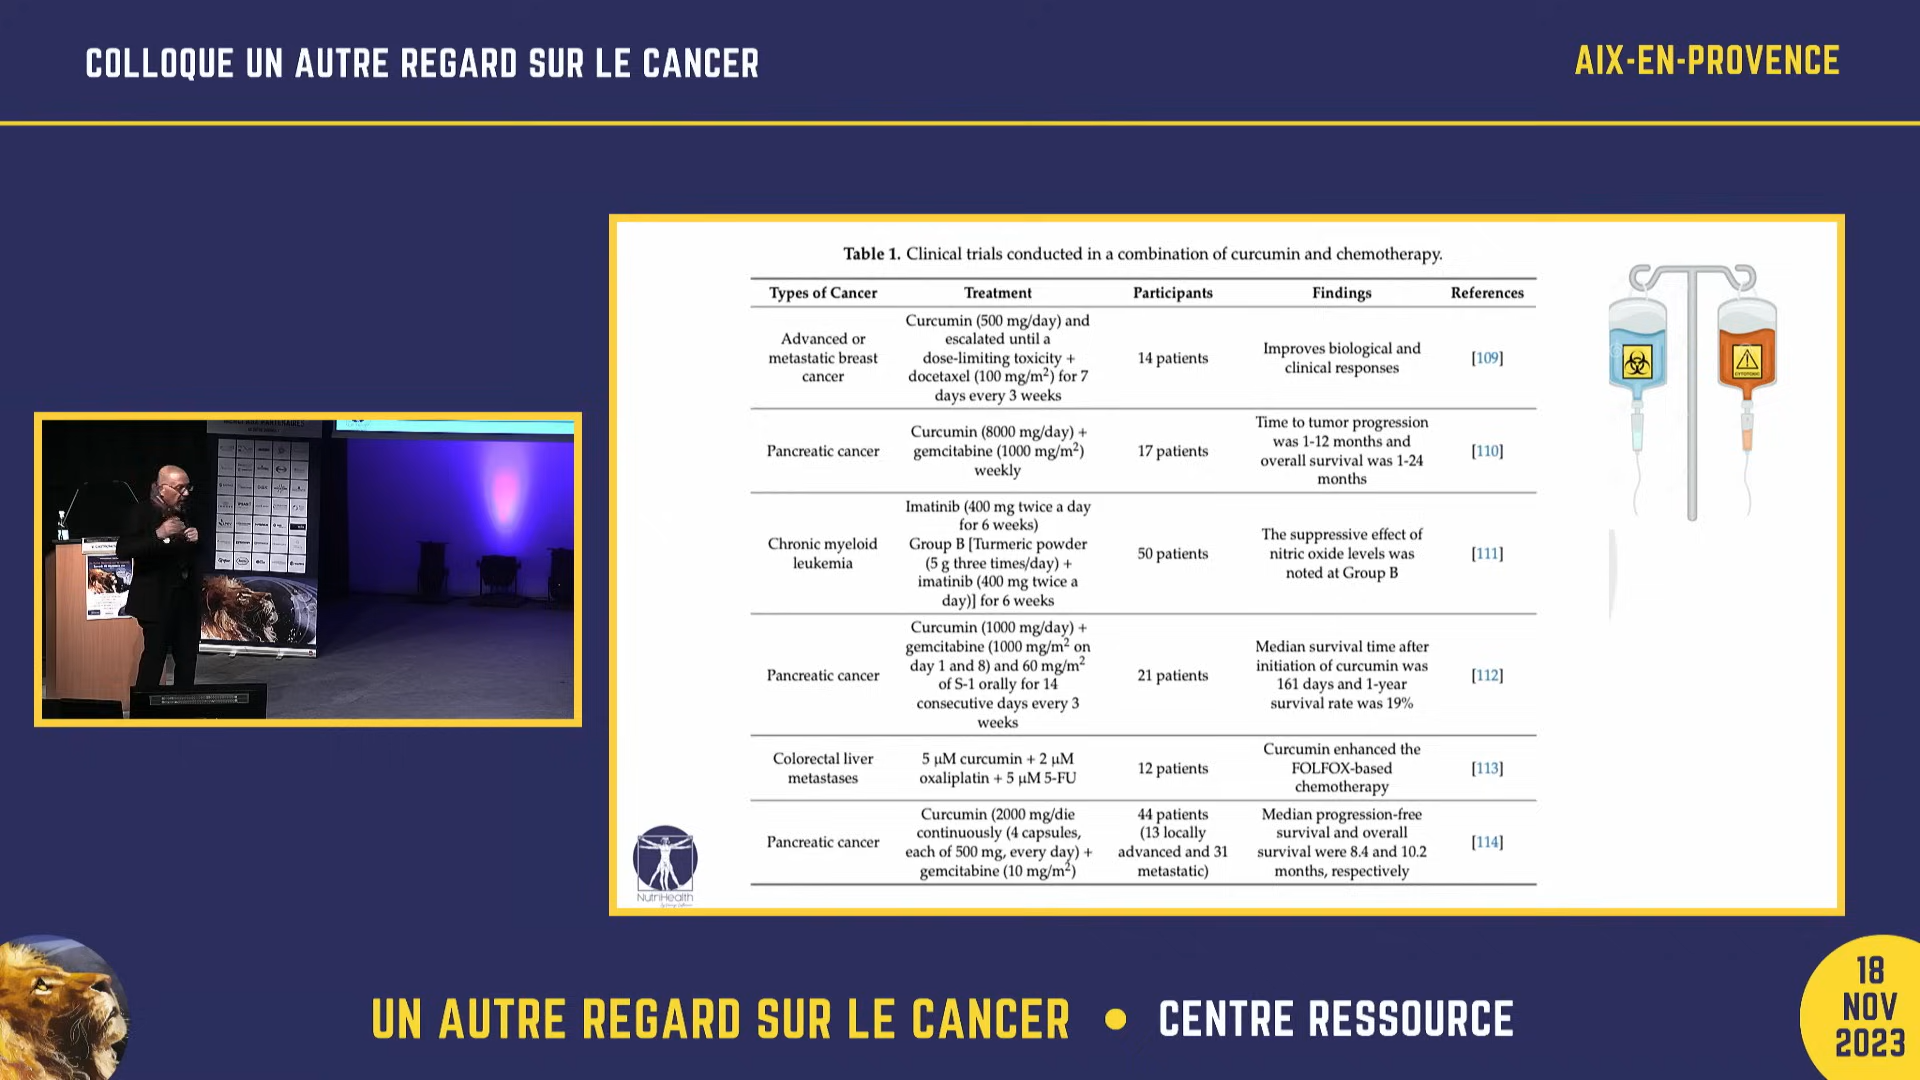 COLLOQUE UN AUTRE REGARD SUR LE CANCER
AIX-EN-PROVENCE
Table 1. Clinical trials conducted in a combination of curcumin and chemotherapy.
Types of Cancer Treatment Participants Findings References
Advanced or
metastatic breast
cancer
Curcumin (500 mg/day) and
escalated until a
dose-limiting toxicity +
docetaxel (100 mg/m²) for 7
days every 3 weeks
14 patients
Improves biological and
clinical responses
[109]
Pancreatic cancer
Curcumin (8000 mg/day) +
gemcitabine (1000 mg/m²)
weekly
17 patients
Time to tumor progression
was 1-12 months and
overall survival was 1-24
months
[110]
Chronic myeloid
leukemia
Imatinib (400 mg twice a day
for 6 weeks)
Group B [Turmeric powder
(5 g three times/day) +
imatinib (400 mg twice a
day)] for 6 weeks
50 patients
The suppressive effect of
nitric oxide levels was
noted at Group B
[111]
Pancreatic cancer
Curcumin (1000 mg/day) +
gemcitabine (1000 mg/m² on
day 1 and 8) and 60 mg/m²
of S-1 orally for 14
consecutive days every 3
weeks
21 patients
Median survival time after
initiation of curcumin was
161 days and 1-year
survival rate was 19%
[112]
Colorectal liver
metastases
5 µM curcumin + 2 µM
oxaliplatin + 5 µM 5-FU
12 patients
Curcumin enhanced the
FOLFOX-based
chemotherapy
[113]
Pancreatic cancer
Curcumin (2000 mg/die
continuously (4 capsules,
each of 500 mg, every day) +
gemcitabine (10 mg/m²)
44 patients
(13 locally
advanced and 31
metastatic)
Median progression-free
survival and overall
survival were 8.4 and 10.2
months, respectively
[114]
CYTOTOXIC
NutriHealth
UN AUTRE REGARD SUR LE CANCER • CENTRE RESSOURCE
18
NOV
2023